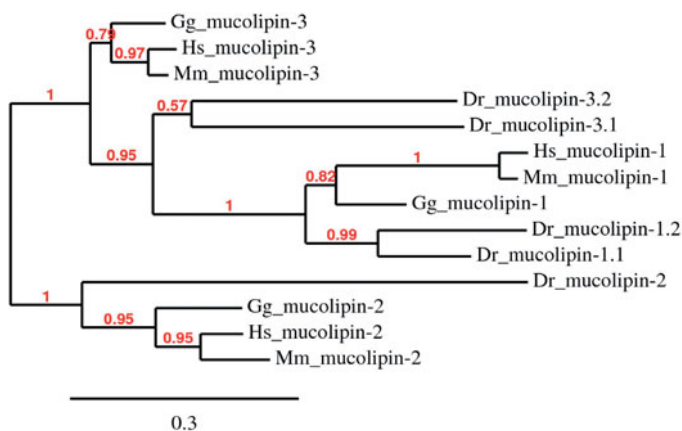 Gg_mucolipin-3
0.79
Hs_mucolipin-3
0.97
Mm_mucolipin-3
1
Dr_mucolipin-3.2
0.57
Dr_mucolipin-3.1
0.95
Hs_mucolipin-1
1
Mm_mucolipin-1
0.82
Gg_mucolipin-1
1
Dr_mucolipin-1.2
0.99
Dr_mucolipin-1.1
Dr_mucolipin-2
1
Gg_mucolipin-2
0.95
Hs_mucolipin-2
0.95
Mm_mucolipin-2
0.3